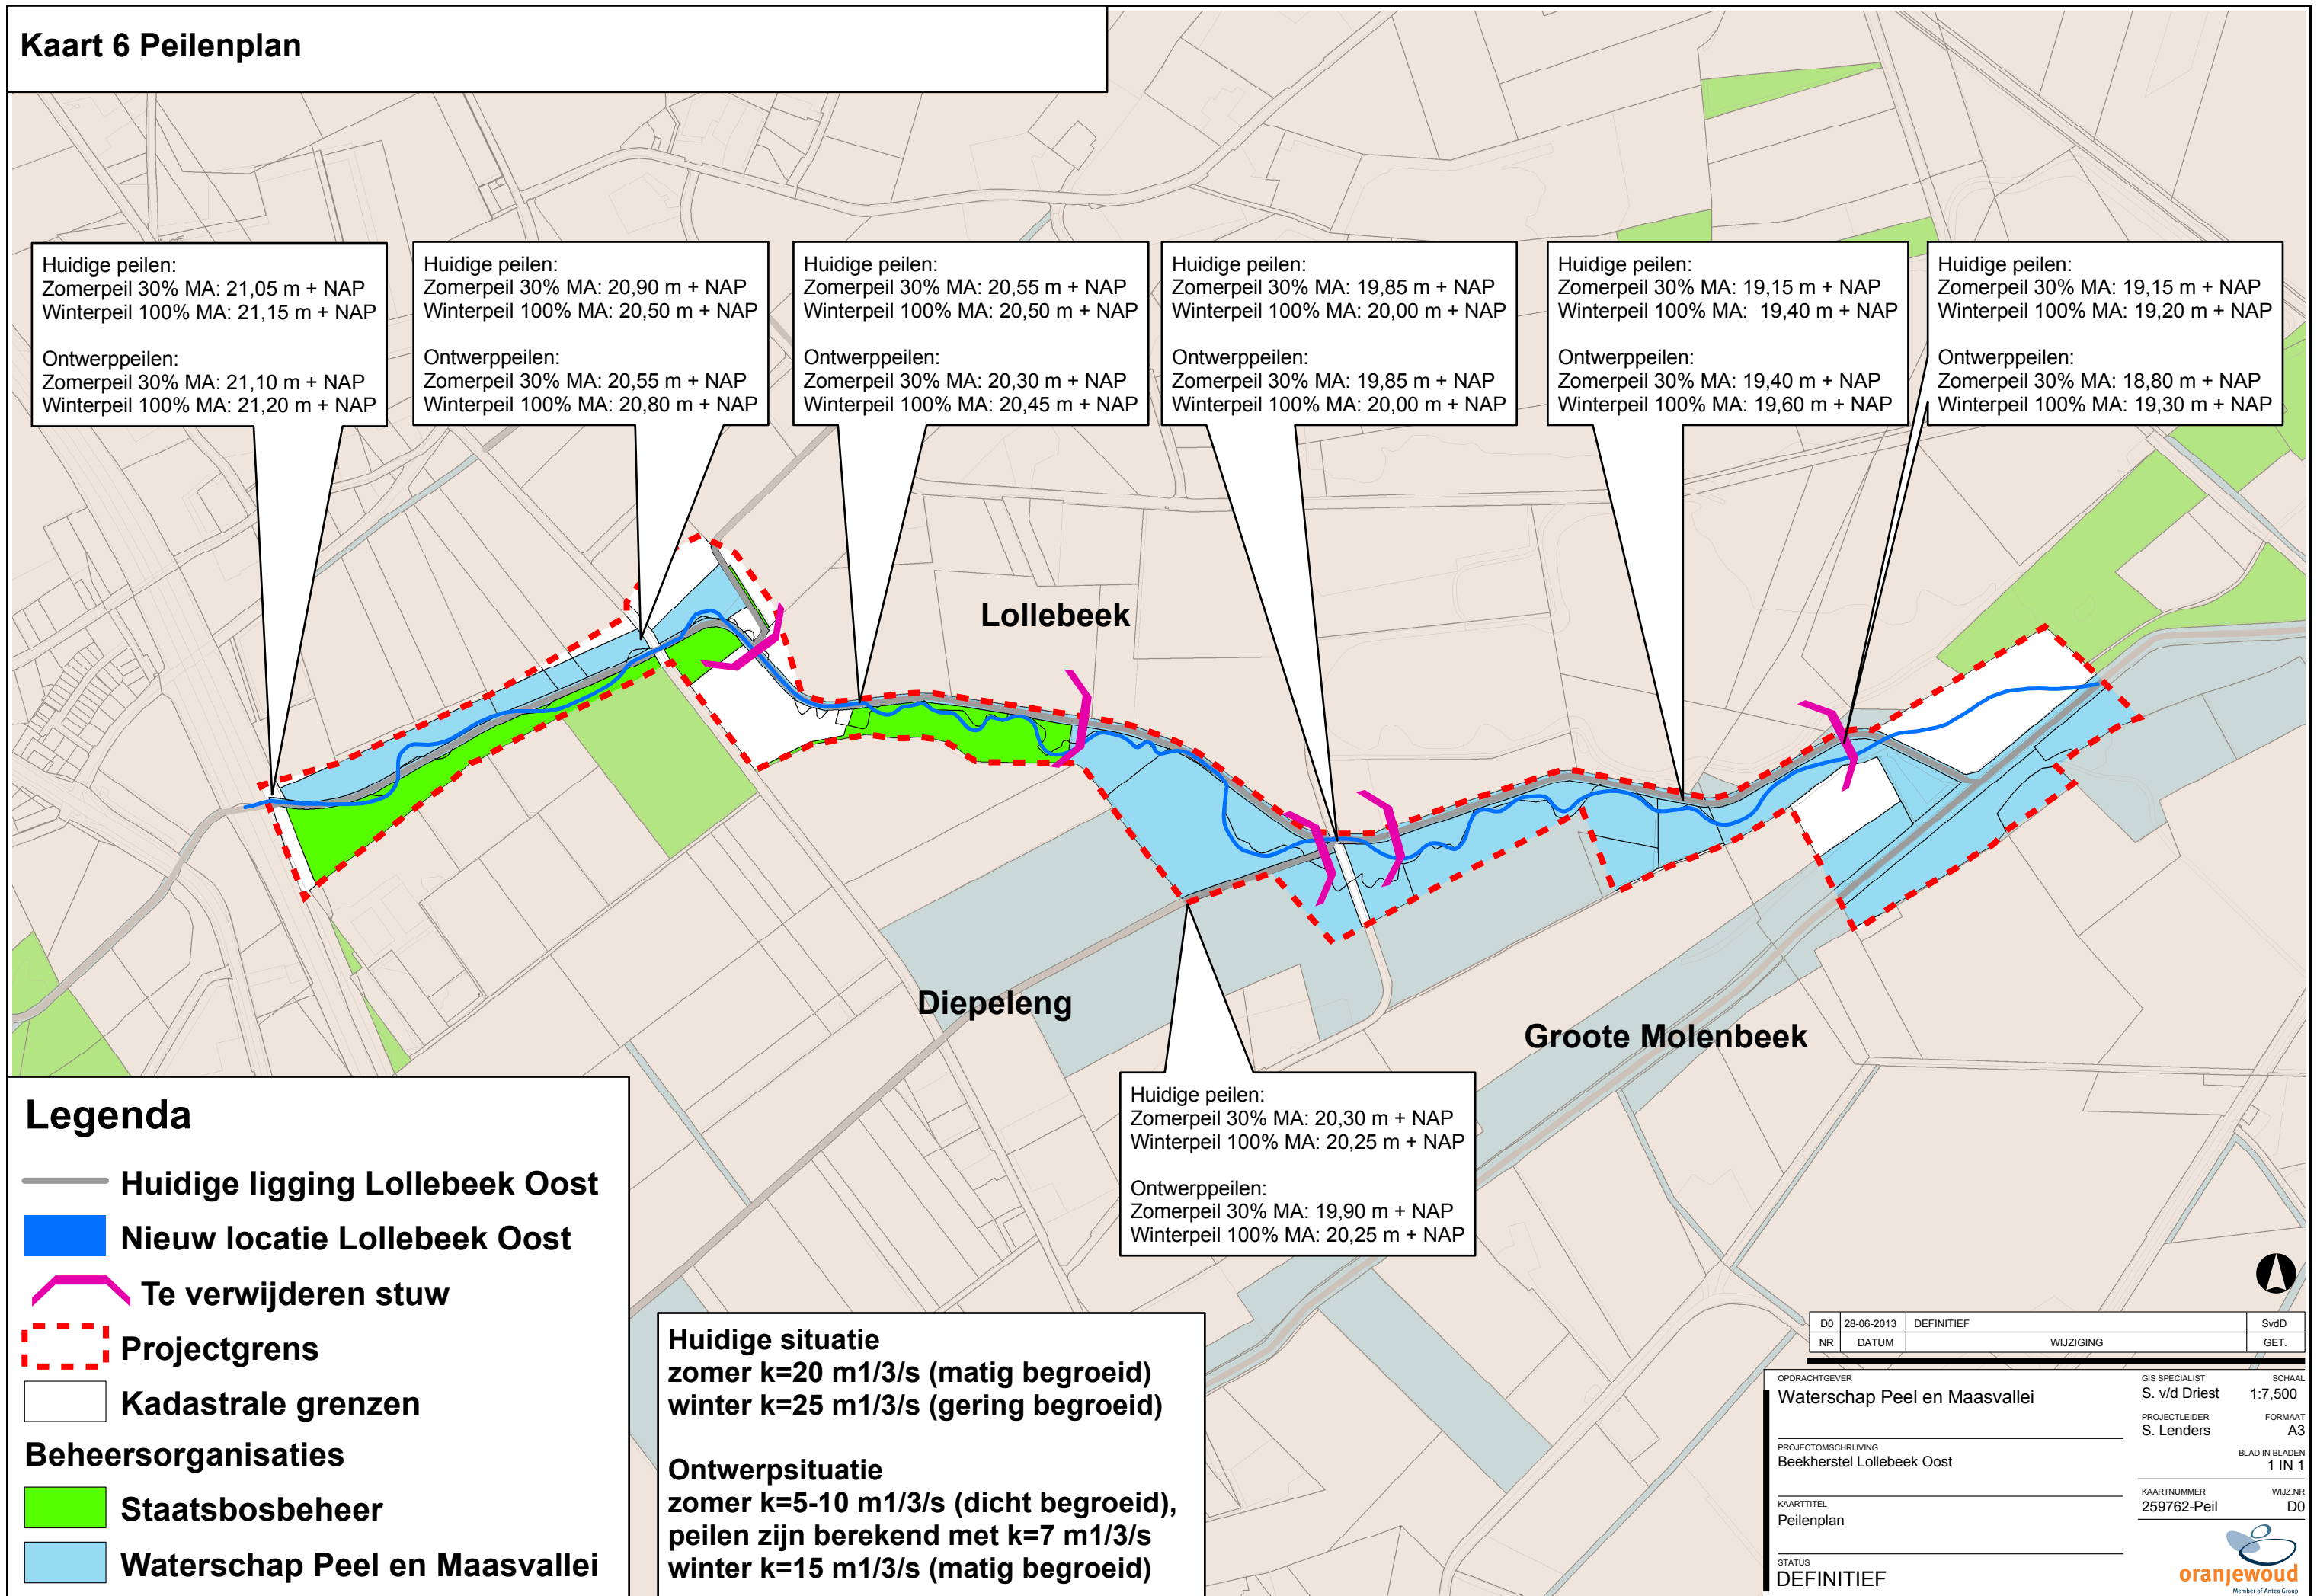 Kaart 6 Peilenplan
Huidige peilen:
Zomerpeil 30% MA: 21,05 m + NAP
Winterpeil 100% MA: 21,15 m + NAP
Ontwerppeilen:
Zomerpeil 30% MA: 21,10 m + NAP
Winterpeil 100% MA: 21,20 m + NAP
Huidige peilen:
Zomerpeil 30% MA: 20,90 m + NAP
Winterpeil 100% MA: 20,50 m + NAP
Ontwerppeilen:
Zomerpeil 30% MA: 20,55 m + NAP
Winterpeil 100% MA: 20,80 m + NAP
Huidige peilen:
Zomerpeil 30% MA: 20,55 m + NAP
Winterpeil 100% MA: 20,50 m + NAP
Ontwerppeilen:
Zomerpeil 30% MA: 20,30 m + NAP
Winterpeil 100% MA: 20,45 m + NAP
Huidige peilen:
Zomerpeil 30% MA: 19,85 m + NAP
Winterpeil 100% MA: 20,00 m + NAP
Ontwerppeilen:
Zomerpeil 30% MA: 19,85 m + NAP
Winterpeil 100% MA: 20,00 m + NAP
Huidige peilen:
Zomerpeil 30% MA: 19,15 m + NAP
Winterpeil 100% MA: 19,40 m + NAP
Ontwerppeilen:
Zomerpeil 30% MA: 19,40 m + NAP
Winterpeil 100% MA: 19,60 m + NAP
Huidige peilen:
Zomerpeil 30% MA: 19,15 m + NAP
Winterpeil 100% MA: 19,20 m + NAP
Ontwerppeilen:
Zomerpeil 30% MA: 18,80 m + NAP
Winterpeil 100% MA: 19,30 m + NAP
Lollebeek
Diepeleng
Groote Molenbeek
Huidige peilen:
Zomerpeil 30% MA: 20,30 m + NAP
Winterpeil 100% MA: 20,25 m + NAP
Ontwerppeilen:
Zomerpeil 30% MA: 19,90 m + NAP
Winterpeil 100% MA: 20,25 m + NAP
Legenda
Huidige ligging Lollebeek Oost
Nieuw locatie Lollebeek Oost
Te verwijderen stuw
Projectgrens
Kadastrale grenzen
Beheersorganisaties
Staatsbosbeheer
Waterschap Peel en Maasvallei
Huidige situatie
zomer k=20 m1/3/s (matig begroeid)
winter k=25 m1/3/s (gering begroeid)
Ontwerpsituatie
zomer k=5-10 m1/3/s (dicht begroeid),
peilen zijn berekend met k=7 m1/3/s
winter k=15 m1/3/s (matig begroeid)
D0 28-06-2013 DEFINITIEF SvdD
NR DATUM WIJZIGING GET.
OPDRACHTGEVER
Waterschap Peel en Maasvallei
GIS SPECIALIST SCHAAL
S. v/d Driest 1:7,500
PROJECTLEIDER FORMAAT
S. Lenders A3
PROJECTOMSCHRIJVING
Beekherstel Lollebeek Oost
BLAD IN BLADEN
1 IN 1
KAARTTITEL
Peilenplan
KAARTNUMMER WIJZ.NR
259762-Peil D0
STATUS
DEFINITIEF
oranjewoud
Member of Antea Group